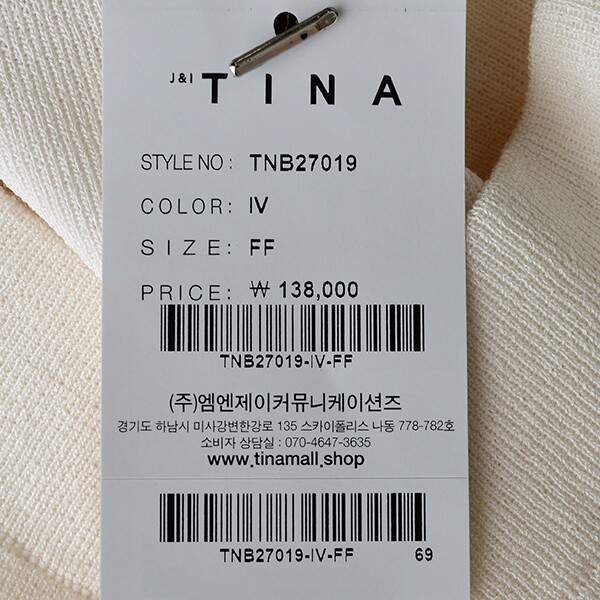 J&I TINA
STYLE NO : TNB27019
COLOR : IV
SIZE : FF
PRICE : ₩ 138,000
TNB27019-IV-FF
(주)엠엔제이커뮤니케이션즈
경기도 하남시 미사강변한강로 135 스카이폴리스 나동 778-782호
소비자 상담실 : 070-4647-3635
www.tinamall.shop
TNB27019-IV-FF 69